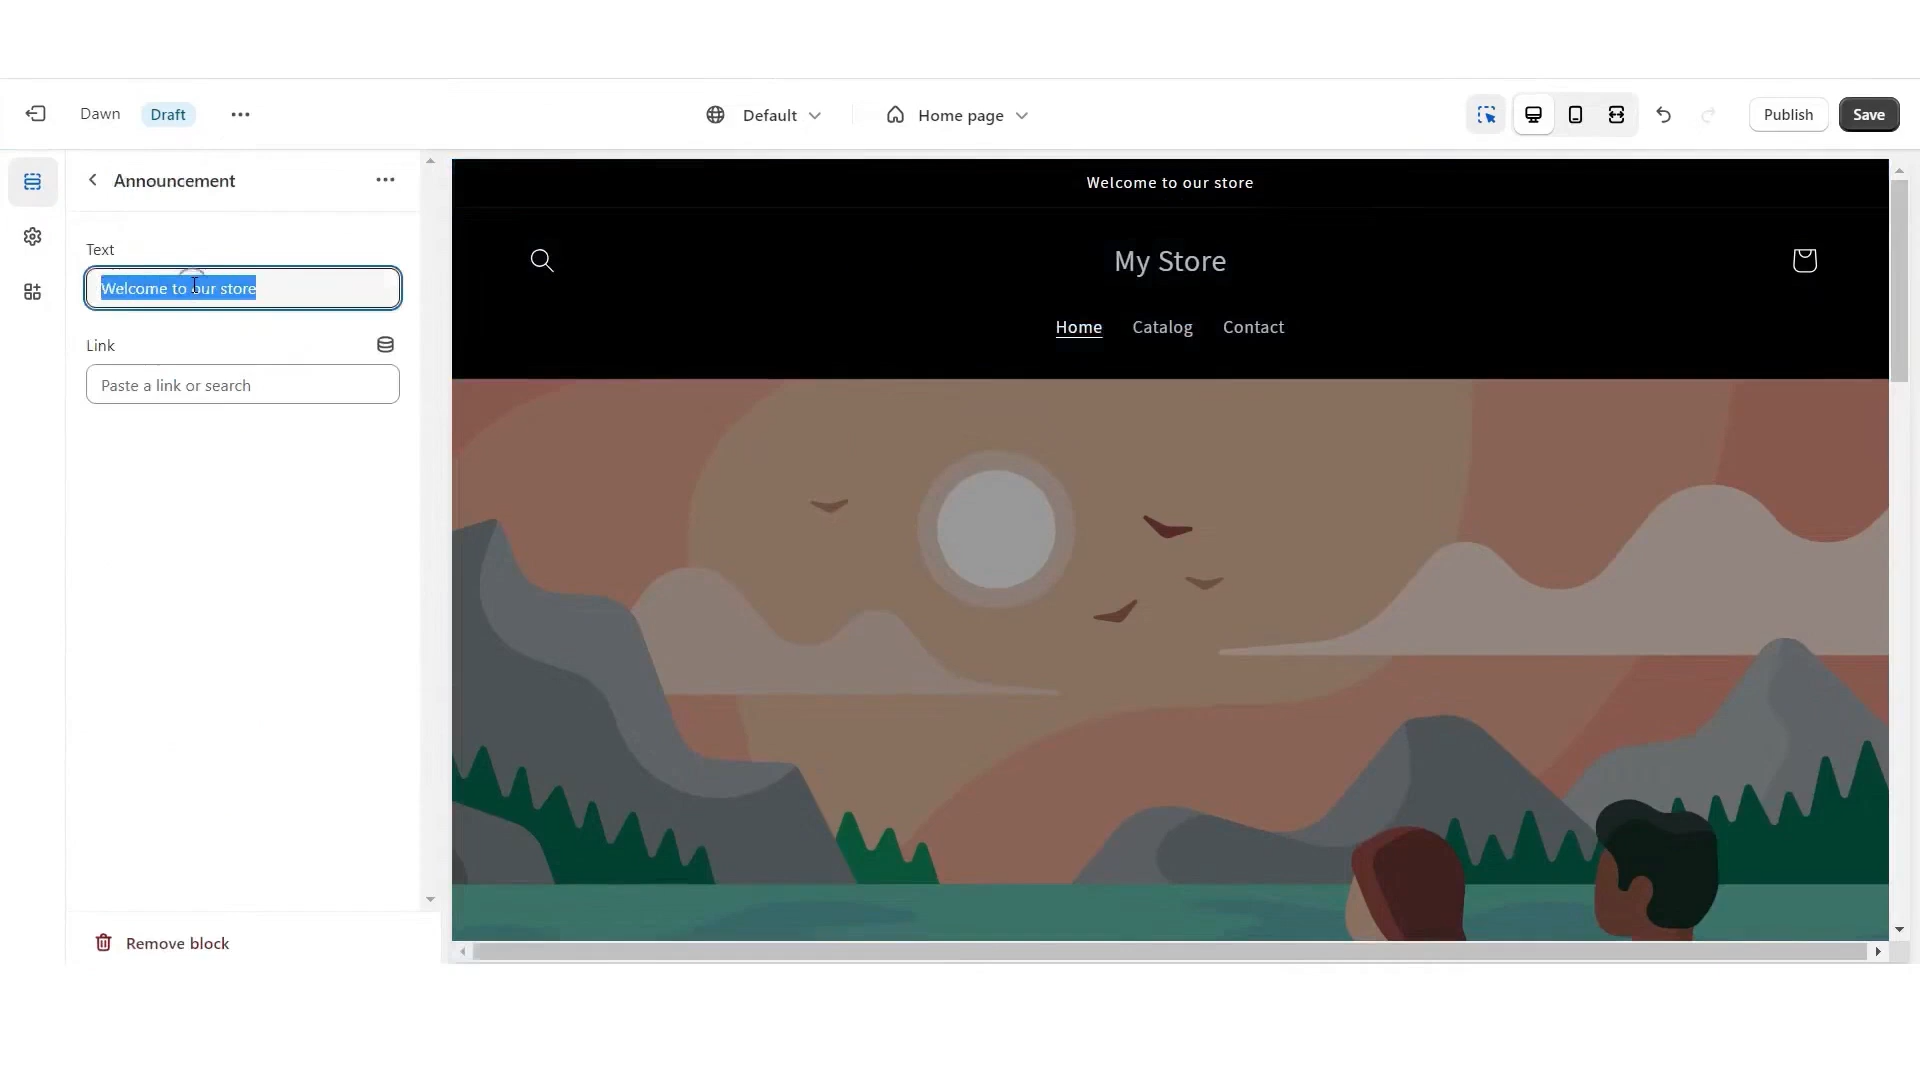 Dawn
Draft
Default
Home page
Publish
Save
Announcement
Text
Welcome to our store
Link
Paste a link or search
Remove block
Welcome to our store
My Store
Home
Catalog
Contact